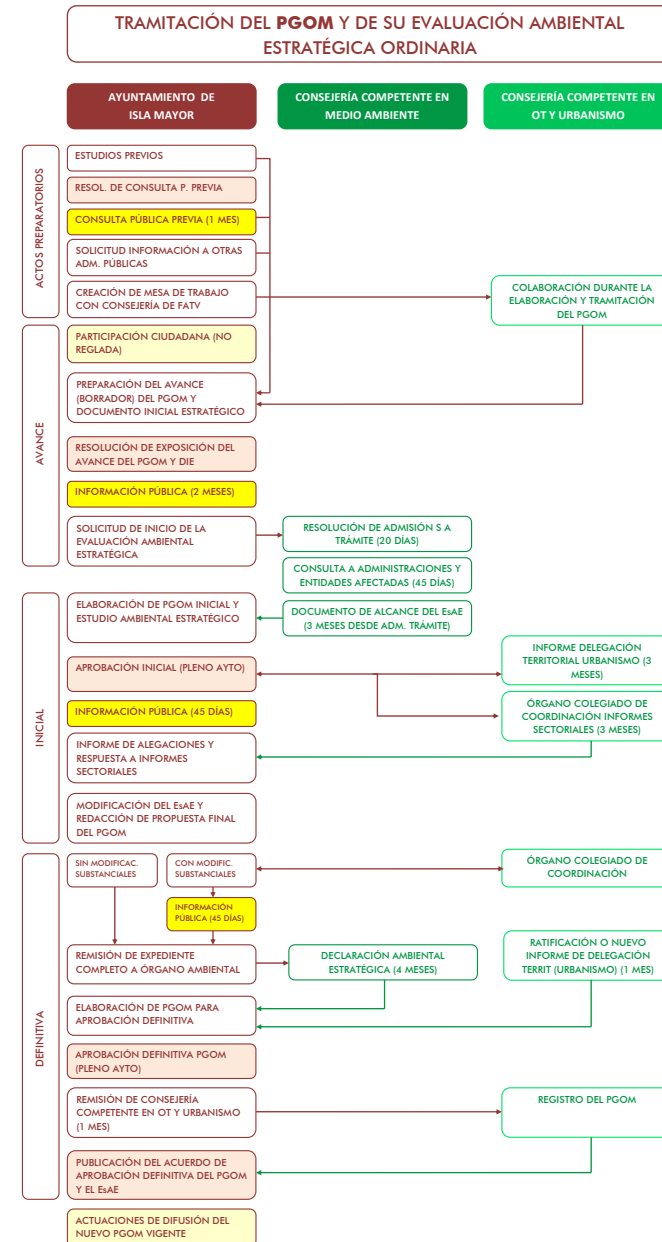 TRAMITACIÓN DEL PGOM Y DE SU EVALUACIÓN AMBIENTAL
ESTRATÉGICA ORDINARIA
AYUNTAMIENTO DE
ISLA MAYOR
CONSEJERÍA COMPETENTE EN
MEDIO AMBIENTE
CONSEJERÍA COMPETENTE EN
OT Y URBANISMO
ACTOS PREPARATORIOS
ESTUDIOS PREVIOS
RESOL. DE CONSULTA P. PREVIA
CONSULTA PÚBLICA PREVIA (1 MES)
SOLICITUD INFORMACIÓN A OTRAS
ADM. PÚBLICAS
CREACIÓN DE MESA DE TRABAJO
CON CONSEJERÍA DE FATV
COLABORACIÓN DURANTE LA
ELABORACIÓN Y TRAMITACIÓN
DEL PGOM
AVANCE
PARTICIPACIÓN CIUDADANA (NO
REGLADA)
PREPARACIÓN DEL AVANCE
(BORRADOR) DEL PGOM Y
DOCUMENTO INICIAL ESTRATÉGICO
RESOLUCIÓN DE EXPOSICIÓN DEL
AVANCE DEL PGOM Y DIE
INFORMACIÓN PÚBLICA (2 MESES)
SOLICITUD DE INICIO DE LA
EVALUACIÓN AMBIENTAL
ESTRATÉGICA
RESOLUCIÓN DE ADMISIÓN S A
TRÁMITE (20 DÍAS)
CONSULTA A ADMINISTRACIONES Y
ENTIDADES AFECTADAS (45 DÍAS)
INICIAL
ELABORACIÓN DE PGOM INICIAL Y
ESTUDIO AMBIENTAL ESTRATÉGICO
DOCUMENTO DE ALCANCE DEL EsAE
(3 MESES DESDE ADM. TRÁMITE)
APROBACIÓN INICIAL (PLENO AYTO)
INFORME DELEGACIÓN
TERRITORIAL URBANISMO (3
MESES)
INFORMACIÓN PÚBLICA (45 DÍAS)
ÓRGANO COLEGIADO DE
COORDINACIÓN INFORMES
SECTORIALES (3 MESES)
INFORME DE ALEGACIONES Y
RESPUESTA A INFORMES
SECTORIALES
MODIFICACIÓN DEL EsAE Y
REDACCIÓN DE PROPUESTA FINAL
DEL PGOM
DEFINITIVA
SIN MODIFICAC.
SUBSTANCIALES
CON MODIFIC.
SUBSTANCIALES
ÓRGANO COLEGIADO DE
COORDINACIÓN
INFORMACIÓN
PÚBLICA (45 DÍAS)
REMISIÓN DE EXPEDIENTE
COMPLETO A ÓRGANO AMBIENTAL
DECLARACIÓN AMBIENTAL
ESTRATÉGICA (4 MESES)
RATIFICACIÓN O NUEVO
INFORME DE DELEGACIÓN
TERRIT (URBANISMO) (1 MES)
ELABORACIÓN DE PGOM PARA
APROBACIÓN DEFINITIVA
APROBACIÓN DEFINITIVA PGOM
(PLENO AYTO)
REMISIÓN DE CONSEJERÍA
COMPETENTE EN OT Y URBANISMO
(1 MES)
REGISTRO DEL PGOM
PUBLICACIÓN DEL ACUERDO DE
APROBACIÓN DEFINITIVA DEL PGOM
Y EL EsAE
ACTUACIONES DE DIFUSIÓN DEL
NUEVO PGOM VIGENTE